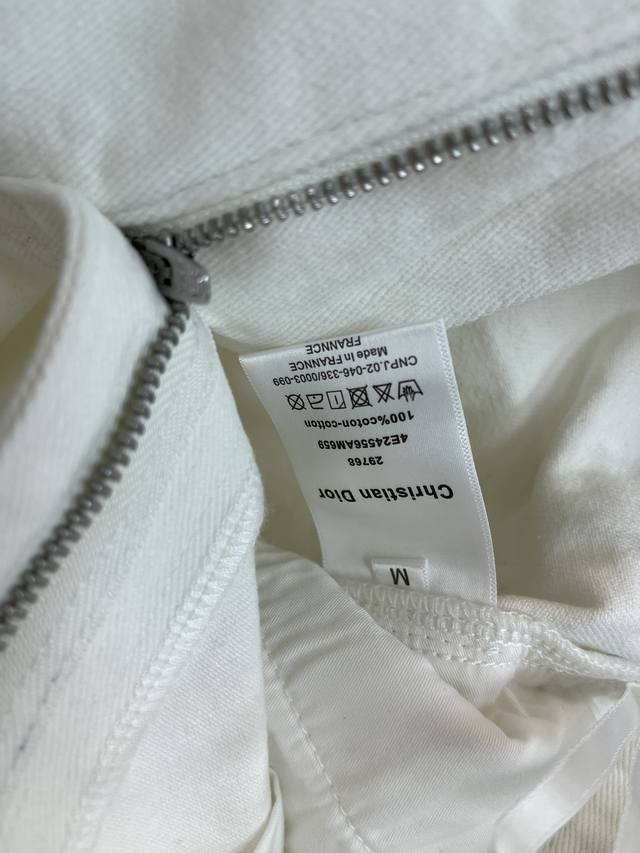 M
Christian Dior
29768
4E24556AM659
100%coton-cotton
CNPJ.02-046-336/0003-099
Made in FRANNCE
FRANNCE